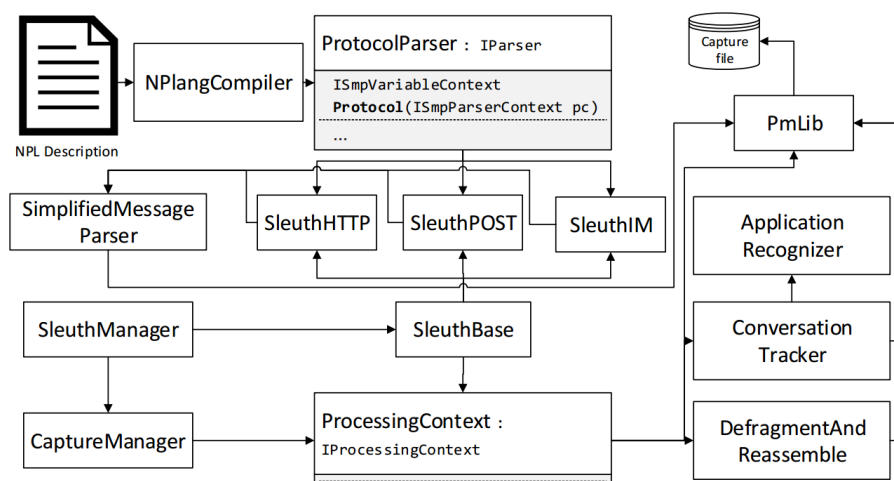 ProtocolParser : IParser
Capture
file
NPlangCompiler
ISmpVariableContext
Protocol(ISmpParserContext pc)
...
PmLib
NPL Description
SimplifiedMessage
Parser
SleuthHTTP
SleuthPOST
SleuthIM
Application
Recognizer
SleuthManager
SleuthBase
Conversation
Tracker
ProcessingContext :
IProcessingContext
CaptureManager
DefragmentAnd
Reassemble